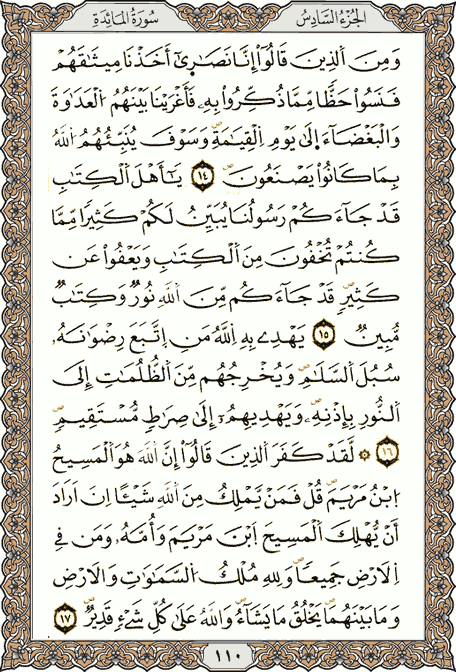 الجزء السادس
سورة المائدة
وَمِنَ ٱلَّذِينَ قَالُوٓا۟ إِنَّا نَصَـٰرَىٰٓ أَخَذْنَا مِيثَـٰقَهُمْ
فَنَسُوا۟ حَظًّا مِّمَّا ذُكِّرُوا۟ بِهِۦ فَأَغْرَيْنَا بَيْنَهُمُ ٱلْعَدَاوَةَ
وَٱلْبَغْضَآءَ إِلَىٰ يَوْمِ ٱلْقِيَـٰمَةِ ۚ وَسَوْفَ يُنَبِّئُهُمُ ٱللَّهُ
بِمَا كَانُوا۟ يَصْنَعُونَ ١٤ يَـٰٓأَهْلَ ٱلْكِتَـٰبِ
قَدْ جَآءَكُمْ رَسُولُنَا يُبَيِّنُ لَكُمْ كَثِيرًا مِّمَّا
كُنتُمْ تُخْفُونَ مِنَ ٱلْكِتَـٰبِ وَيَعْفُوا۟ عَن
كَثِيرٍ ۚ قَدْ جَآءَكُم مِّنَ ٱللَّهِ نُورٌ وَكِتَـٰبٌ
مُّبِينٌ ١٥ يَهْدِى بِهِ ٱللَّهُ مَنِ ٱتَّبَعَ رِضْوَٰنَهُۥ
سُبُلَ ٱلسَّلَـٰمِ وَيُخْرِجُهُم مِّنَ ٱلظُّلُمَـٰتِ إِلَى
ٱلنُّورِ بِإِذْنِهِۦ وَيَهْدِيهِمُۥٓ إِلَىٰ صِرَٰطٍ مُّسْتَقِيمٍ
١٦ لَّقَدْ كَفَرَ ٱلَّذِينَ قَالُوٓا۟ إِنَّ ٱللَّهَ هُوَ ٱلْمَسِيحُ
ٱبْنُ مَرْيَمَ ۚ قُلْ فَمَن يَمْلِكُ مِنَ ٱللَّهِ شَيْـًٔا إِنْ أَرَادَ
أَن يُهْلِكَ ٱلْمَسِيحَ ٱبْنَ مَرْيَمَ وَأُمَّهُۥ وَمَن فِى
ٱلْأَرْضِ جَمِيعًا ۗ وَلِلَّهِ مُلْكُ ٱلسَّمَـٰوَٰتِ وَٱلْأَرْضِ
وَمَا بَيْنَهُمَا ۚ يَخْلُقُ مَا يَشَآءُ ۚ وَٱللَّهُ عَلَىٰ كُلِّ شَىْءٍ قَدِيرٌ ١٧
١١٠